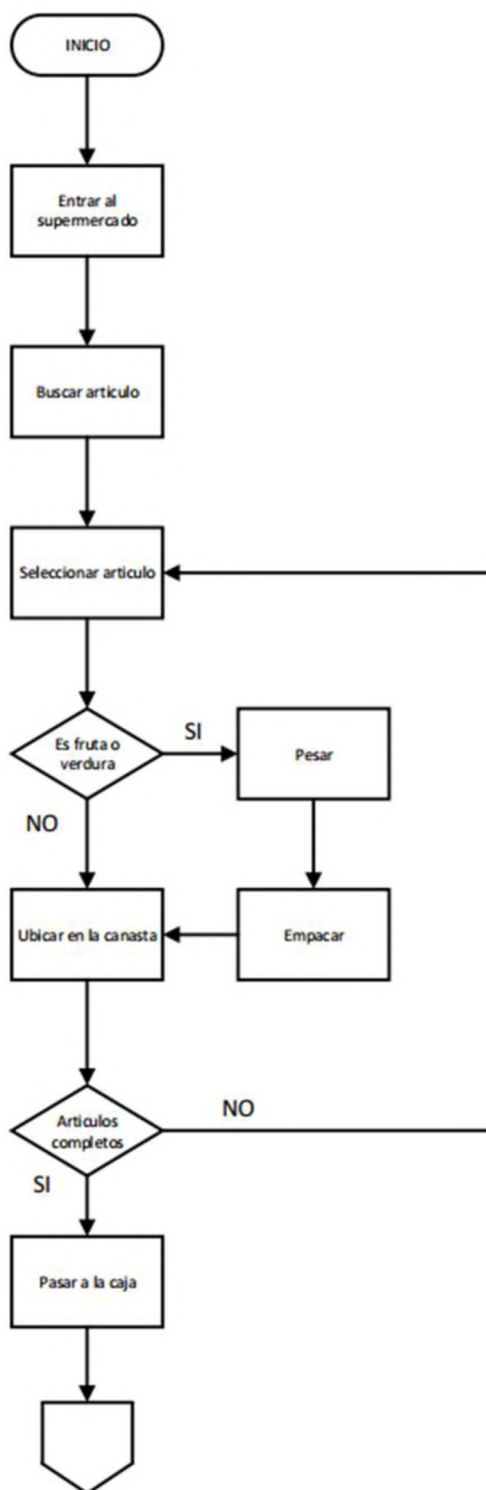 INICIO
Entrar al
supermercado
Buscar articulo
Seleccionar articulo
Es fruta o
verdura
SI
Pesar
NO
Ubicar en la canasta
Empacar
Articulos
completos
NO
SI
Pasar a la caja